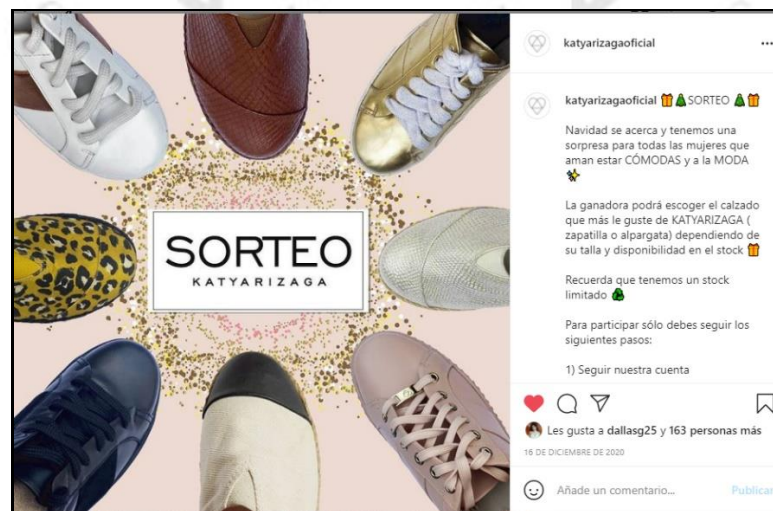 SORTEO
KATYARIZAGA
katyarizagaoficial
katyarizagaoficial 🎁🎄SORTEO 🎄🎁
Navidad se acerca y tenemos una
sorpresa para todas las mujeres que
aman estar CÓMODAS y a la MODA
✨
La ganadora podrá escoger el calzado
que más le guste de KATYARIZAGA (
zapatilla o alpargata) dependiendo de
su talla y disponibilidad en el stock 🎁
Recuerda que tenemos un stock
limitado 🎄
Para participar sólo debes seguir los
siguientes pasos:
1) Seguir nuestra cuenta
Les gusta a dallasg25 y 163 personas más
16 DE DICIEMBRE DE 2020
Añade un comentario...
Publicar